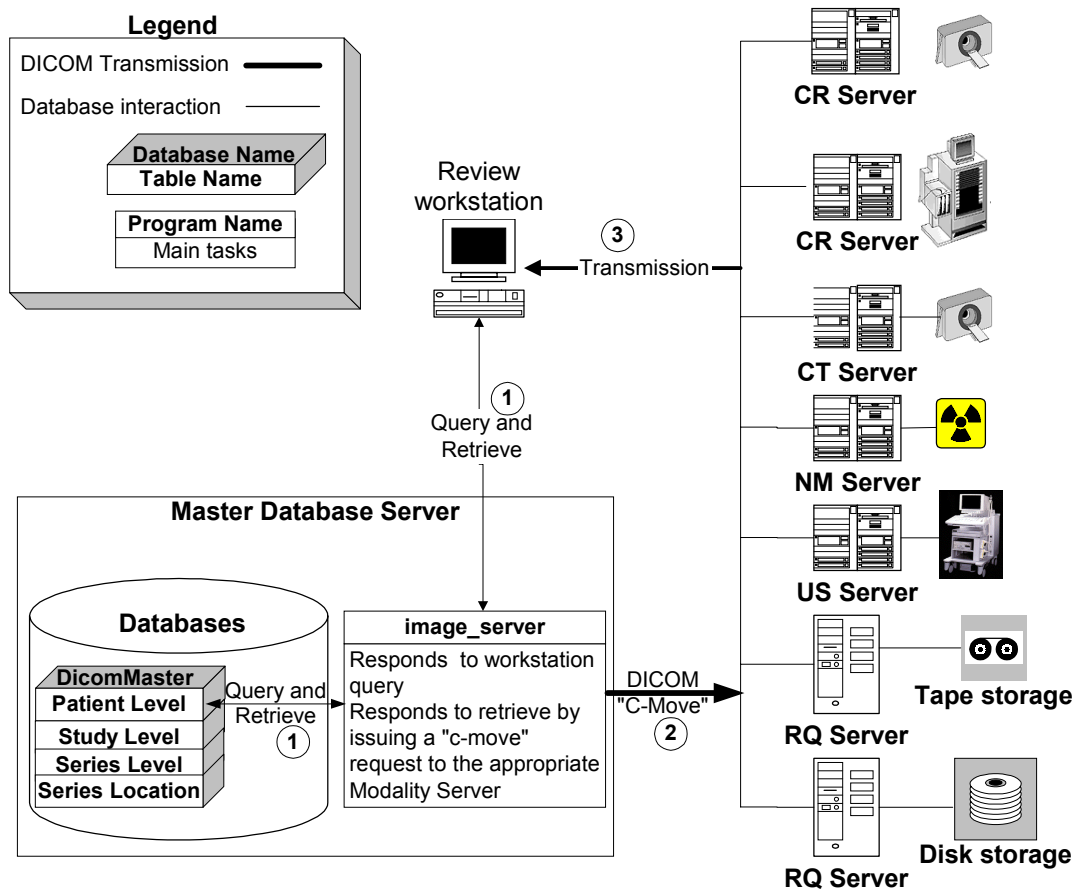 Legend
DICOM Transmission
Database interaction
Database Name
Table Name
Program Name
Main tasks
Review
workstation
3
Transmission
1
Query and
Retrieve
CR Server
CR Server
CT Server
NM Server
US Server
RQ Server
Tape storage
RQ Server
Disk storage
Master Database Server
Databases
DicomMaster
Patient Level
Study Level
Series Level
Series Location
Query and
Retrieve
1
image_server
Responds to workstation
query
Responds to retrieve by
issuing a "c-move"
request to the appropriate
Modality Server
DICOM
"C-Move"
2